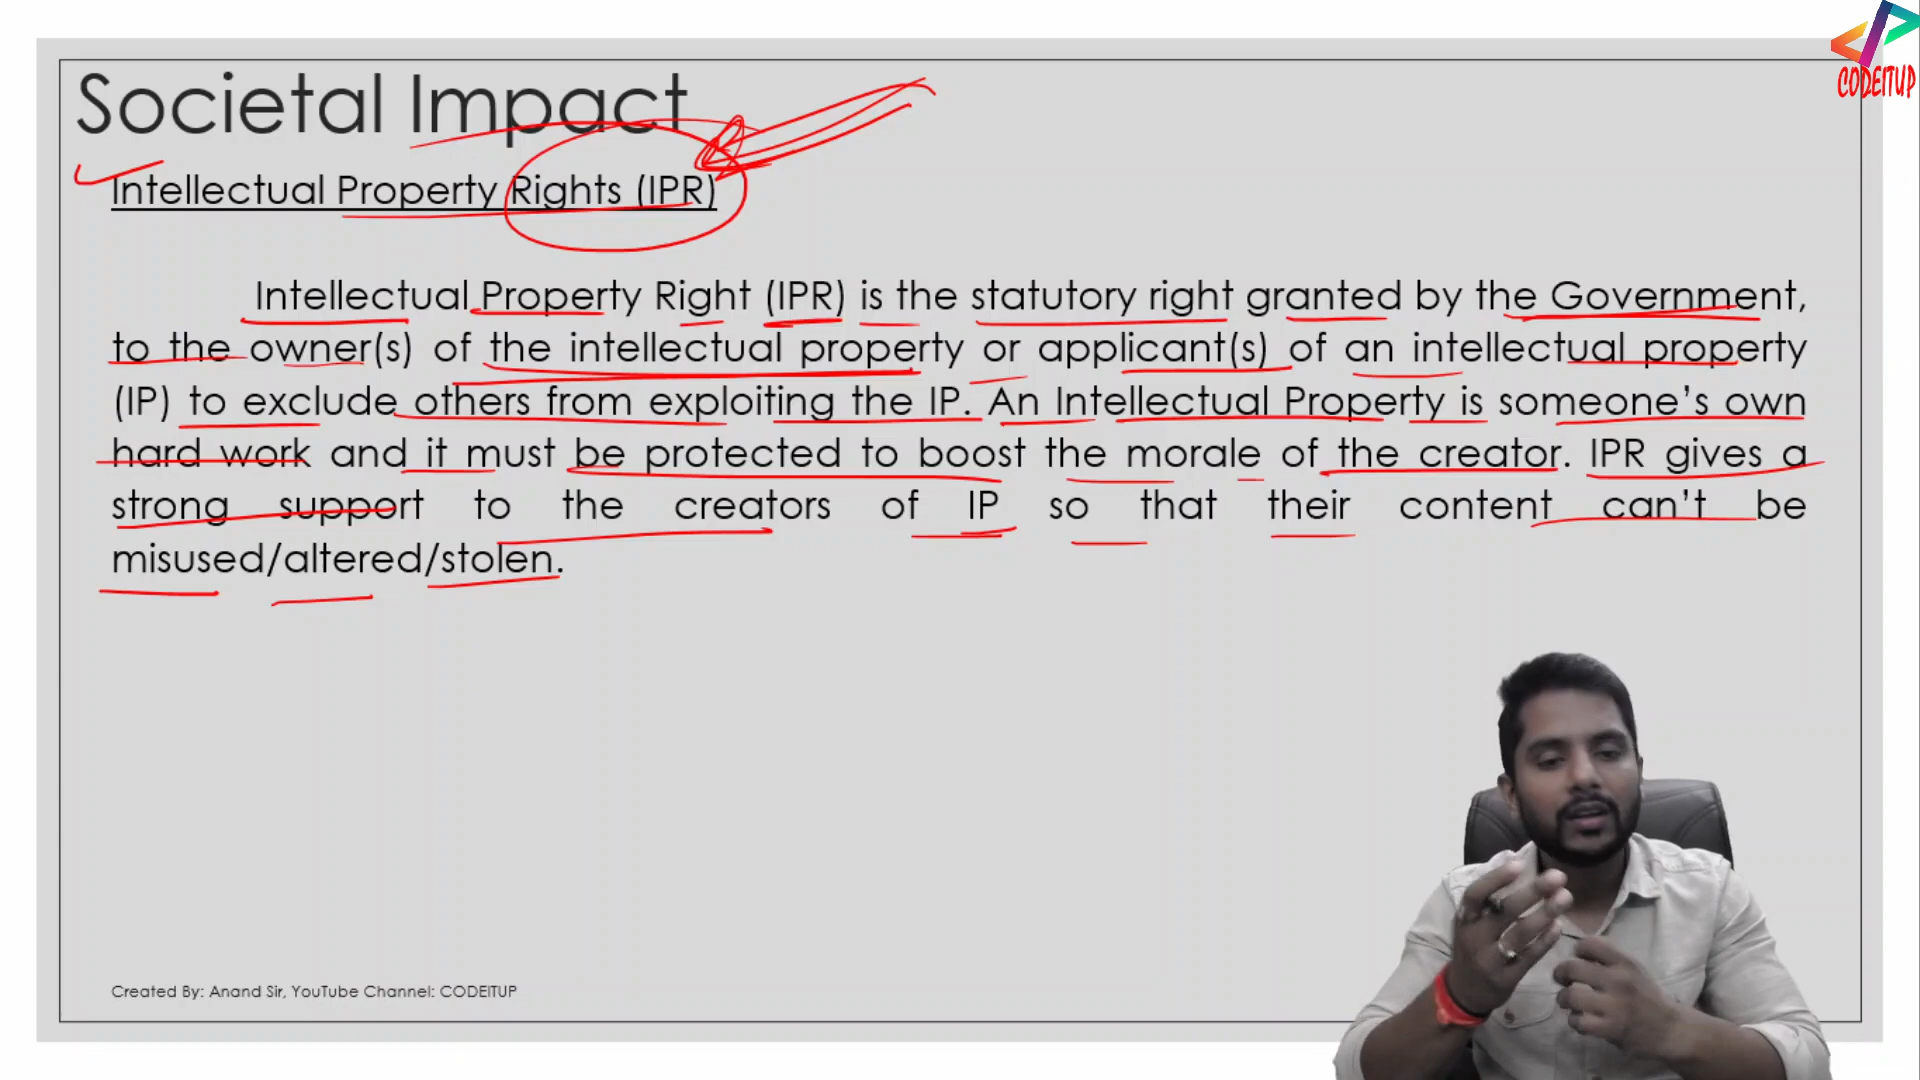 CODEITUP
Societal Impact
Intellectual Property Rights (IPR)
Intellectual Property Right (IPR) is the statutory right granted by the Government,
to the owner(s) of the intellectual property or applicant(s) of an intellectual property
(IP) to exclude others from exploiting the IP. An Intellectual Property is someone’s own
hard work and it must be protected to boost the morale of the creator. IPR gives a
strong support to the creators of IP so that their content can’t be
misused/altered/stolen.
Created By: Anand Sir, YouTube Channel: CODEITUP